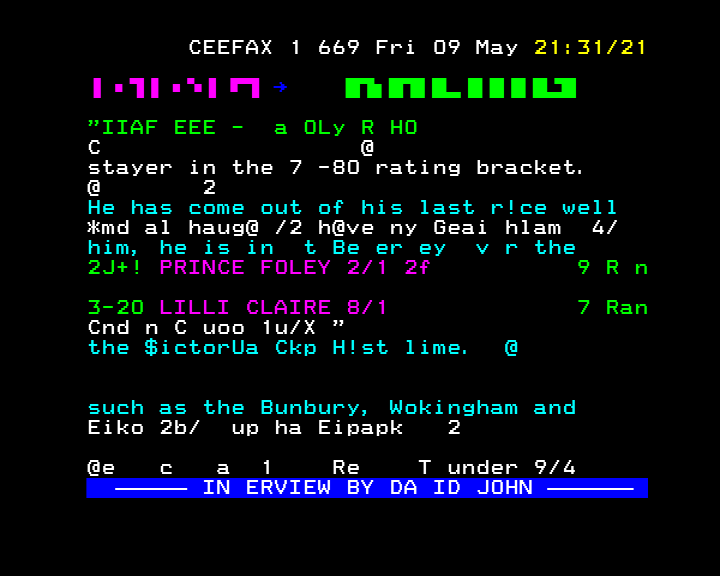 CEEFAX 1 669 Fri 09 May 21:31/21
"IIAF EEE - a OLy R HO
C @
stayer in the 7 -80 rating bracket.
@ 2
He has come out of his last r!ce well
*md al haug@ /2 h@ve ny Geai hlam 4/
him, he is in t Be er ey v r the
2J+! PRINCE FOLEY 2/1 2f 9 R n
3-20 LILLI CLAIRE 8/1 7 Ran
Cnd n C uoo 1u/X "
the $ictorUa Ckp H!st lime. @
such as the Bunbury, Wokingham and
Eiko 2b/ up ha Eipapk 2
@e c a 1 Re T under 9/4
IN ERVIEW BY DA ID JOHN